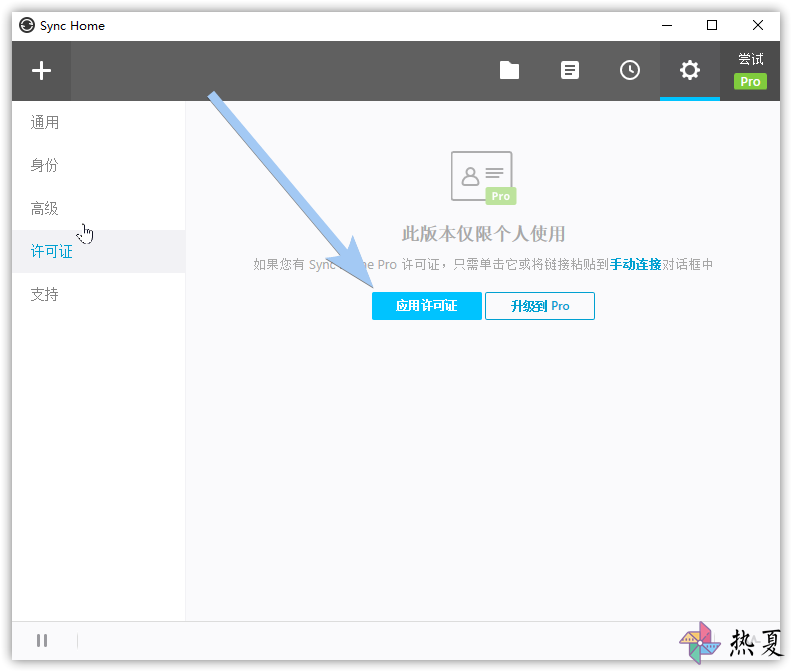 Sync Home
尝试
Pro
通用
身份
高级
许可证
支持
Pro
此版本仅限个人使用
如果您有 Sync Home Pro 许可证，只需单击它或将链接粘贴到手动连接对话框中
应用许可证
升级到 Pro
热夏